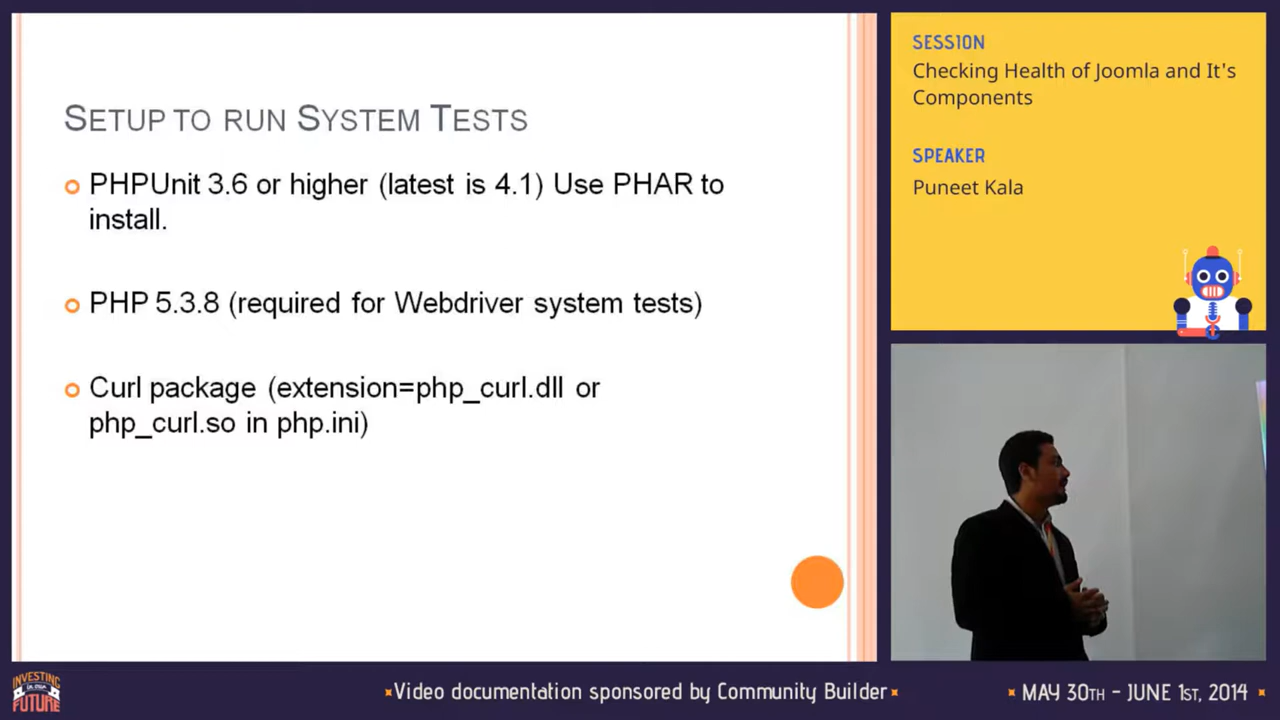 SETUP TO RUN SYSTEM TESTS
PHPUnit 3.6 or higher (latest is 4.1) Use PHAR to
install.
PHP 5.3.8 (required for Webdriver system tests)
Curl package (extension=php_curl.dll or
php_curl.so in php.ini)
SESSION
Checking Health of Joomla and It's
Components
SPEAKER
Puneet Kala
INVESTING
IN OUR
FUTURE
Video documentation sponsored by Community Builder
MAY 30TH - JUNE 1ST, 2014